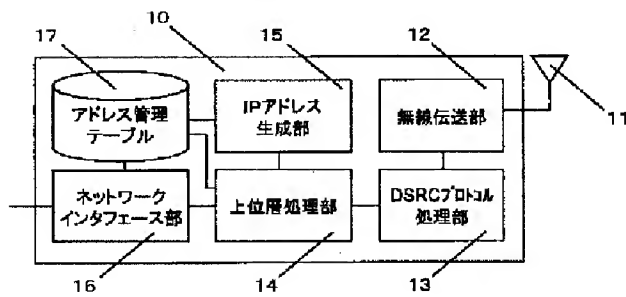 10
17
15
12
11
アドレス管理
テーブル
IPアドレス
生成部
無線伝送部
ネットワーク
インタフェース部
上位層処理部
DSRCプロトコル
処理部
16
14
13